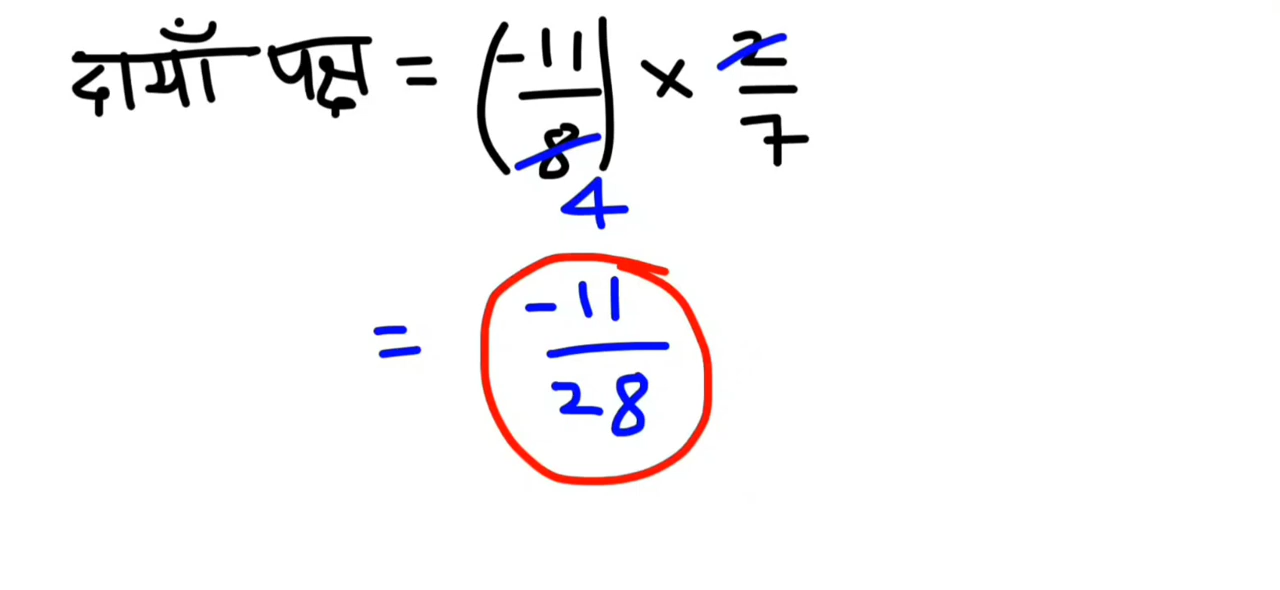 दायाँ पक्ष = (-11/8) × 2/7
4
= -11/28